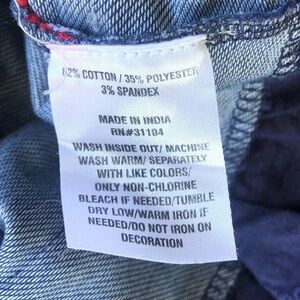 62% COTTON / 35% POLYESTER
3% SPANDEX
MADE IN INDIA
RN#31104
WASH INSIDE OUT/ MACHINE
WASH WARM/ SEPARATELY
WITH LIKE COLORS/
ONLY NON-CHLORINE
BLEACH IF NEEDED/TUMBLE
DRY LOW/WARM IRON IF
NEEDED/DO NOT IRON ON
DECORATION